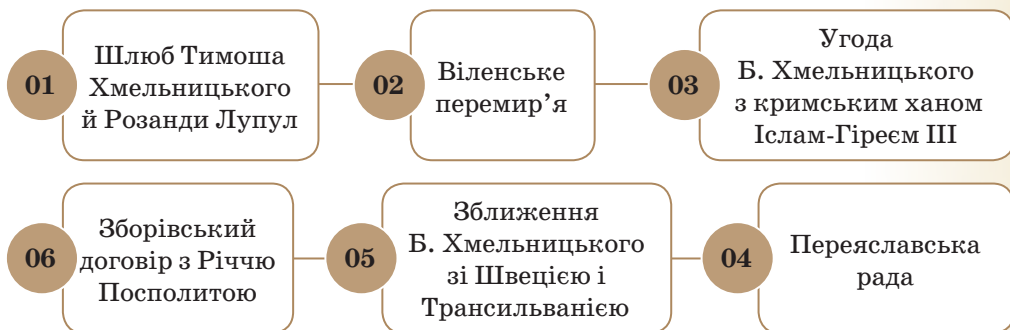 01
Шлюб Тимоша
Хмельницького
й Розанди Лупул
02
Віленське
перемир’я
03
Угода
Б. Хмельницького
з кримським ханом
Іслам-Гіреєм III
06
Зборівський
договір з Річчю
Посполитою
05
Зближення
Б. Хмельницького
зі Швецією і
Трансильванією
04
Переяславська
рада